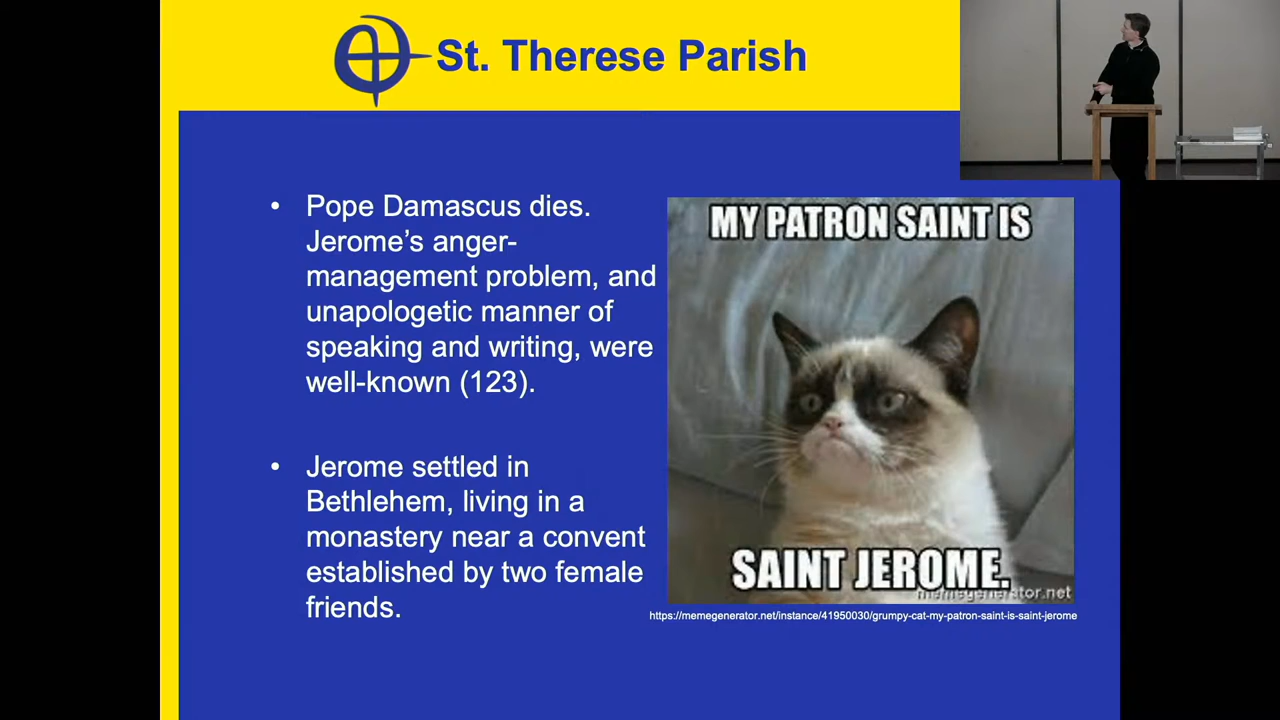 St. Therese Parish
• Pope Damascus dies.
Jerome’s anger-
management problem, and
unapologetic manner of
speaking and writing, were
well-known (123).
• Jerome settled in
Bethlehem, living in a
monastery near a convent
established by two female
friends.
MY PATRON SAINT IS
SAINT JEROME.
memegenerator.net
https://memegenerator.net/instance/41950030/grumpy-cat-my-patron-saint-is-saint-jerome